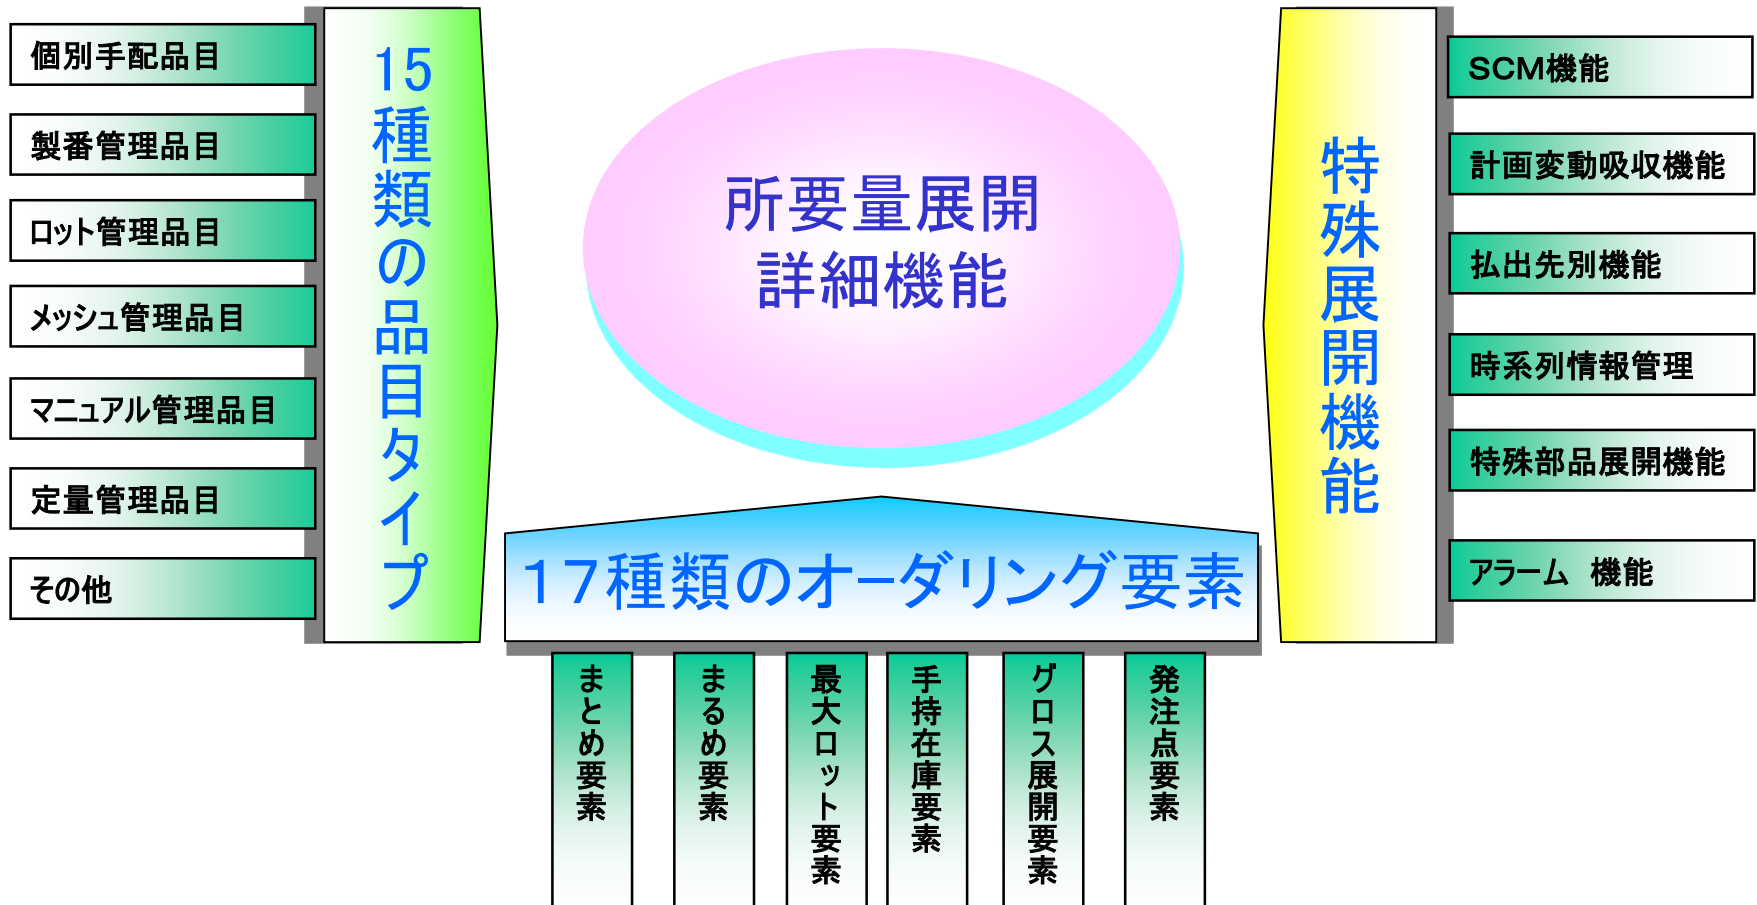 個別手配品目
製番管理品目
ロット管理品目
メッシュ管理品目
マニュアル管理品目
定量管理品目
その他
15種類の品目タイプ
所要量展開
詳細機能
17種類のオーダリング要素
まとめ要素
まるめ要素
最大ロット要素
手持在庫要素
グロス展開要素
発注点要素
特殊展開機能
SCM機能
計画変動吸収機能
払出先別機能
時系列情報管理
特殊部品展開機能
アラーム　機能